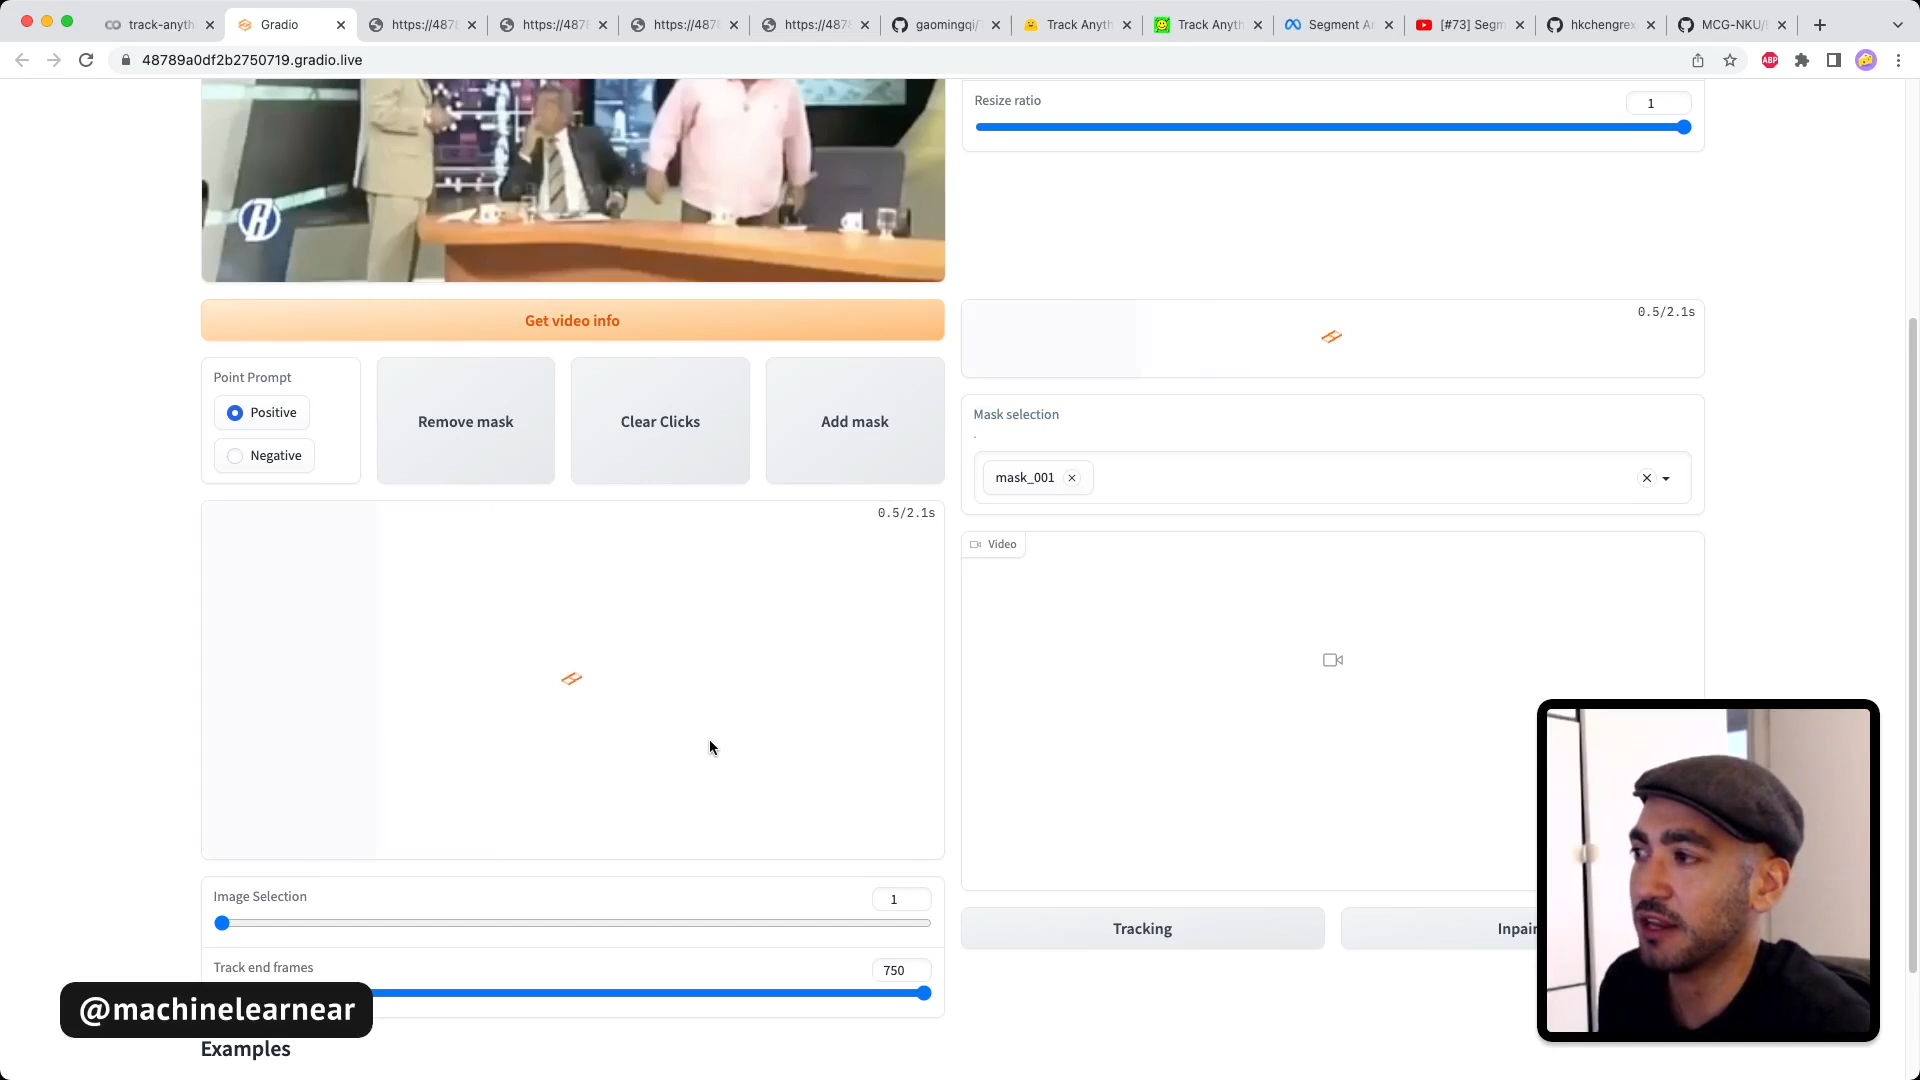 track-anyth
Gradio
https://487
https://487
https://487
https://487
gaomingqi/
Track Anyth
Track Anyth
Segment A
[#73] Segm
hkchengrex
MCG-NKU/
48789a0df2b2750719.gradio.live
ABP
Resize ratio
1
Get video info
0.5/2.1s
Point Prompt
Positive
Negative
Remove mask
Clear Clicks
Add mask
Mask selection
.
mask_001
0.5/2.1s
Video
Image Selection
1
Tracking
Inpain
Track end frames
750
@machinelearnear
Examples